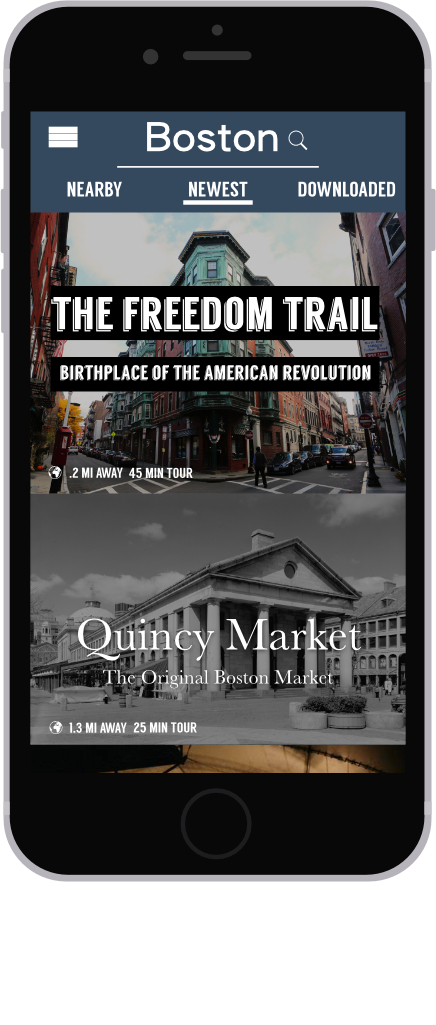 Boston
NEARBY NEWEST DOWNLOADED
THE FREEDOM TRAIL
BIRTHPLACE OF THE AMERICAN REVOLUTION
.2 MI AWAY 45 MIN TOUR
Quincy Market
The Original Boston Market
1.3 MI AWAY 25 MIN TOUR